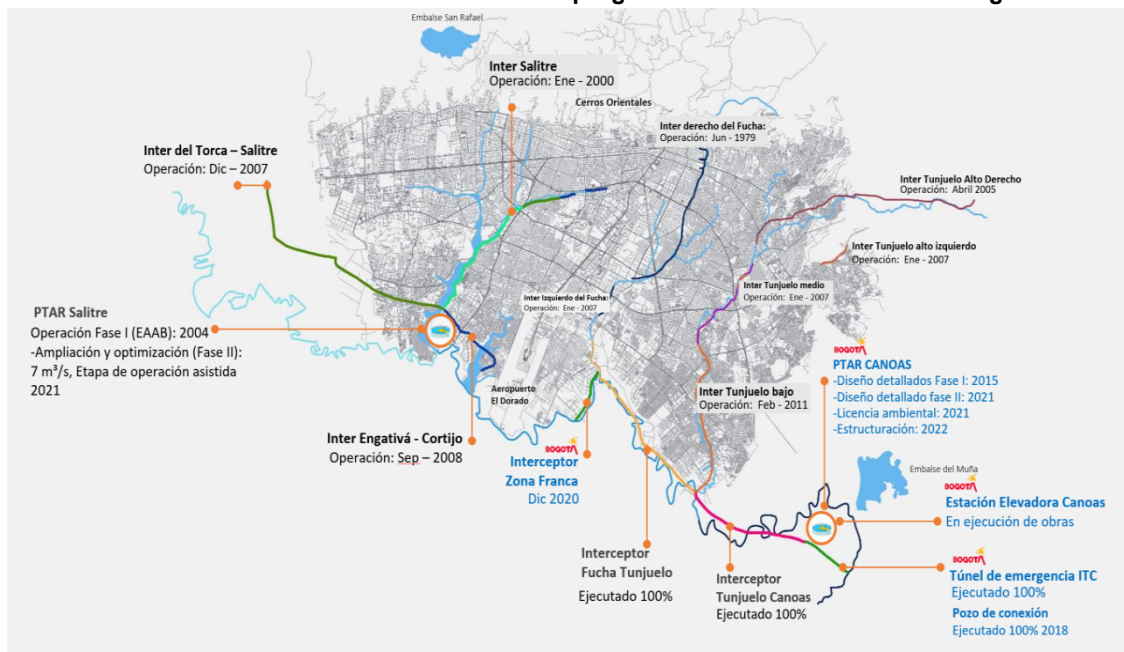 Embalse San Rafael
Inter Salitre
Operación: Ene - 2000
Cerros Orientales
Inter derecho del Fucha:
Operación: Jun - 1979
Inter del Torca – Salitre
Operación: Dic – 2007
Inter Tunjuelo Alto Derecho
Operación: Abril 2005
Inter Tunjuelo alto izquierdo
Operación: Ene - 2007
Inter Tunjuelo medio
Operación: Ene - 2007
Inter Izquierdo del Fucha:
Operación: Ene - 2007
PTAR Salitre
Operación Fase I (EAAB): 2004
-Ampliación y optimización (Fase II):
7 m³/s, Etapa de operación asistida
2021
BOGOTÁ
PTAR CANOAS
-Diseño detallados Fase I: 2015
-Diseño detallado fase II: 2021
-Licencia ambiental: 2021
-Estructuración: 2022
Aeropuerto
El Dorado
Inter Tunjuelo bajo
Operación: Feb - 2011
Inter Engativá - Cortijo
Operación: Sep – 2008
BOGOTÁ
Interceptor
Zona Franca
Dic 2020
Embalse del Muña
BOGOTÁ
Estación Elevadora Canoas
En ejecución de obras
Interceptor
Fucha Tunjuelo
Ejecutado 100%
Interceptor
Tunjuelo Canoas
Ejecutado 100%
BOGOTÁ
Túnel de emergencia ITC
Ejecutado 100%
Pozo de conexión
Ejecutado 100% 2018